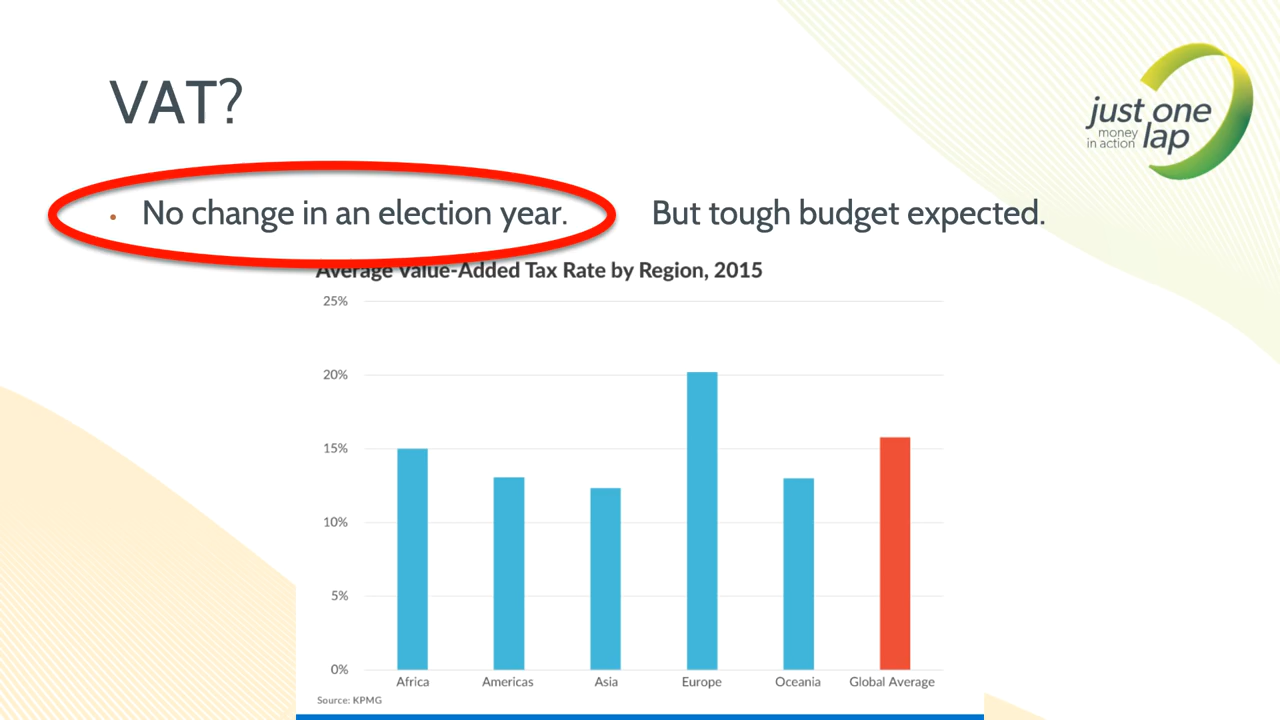 VAT?
just one
money
in action lap
• No change in an election year. But tough budget expected.
Average Value-Added Tax Rate by Region, 2015
25%
20%
15%
10%
5%
0%
Africa Americas Asia Europe Oceania Global Average
Source: KPMG